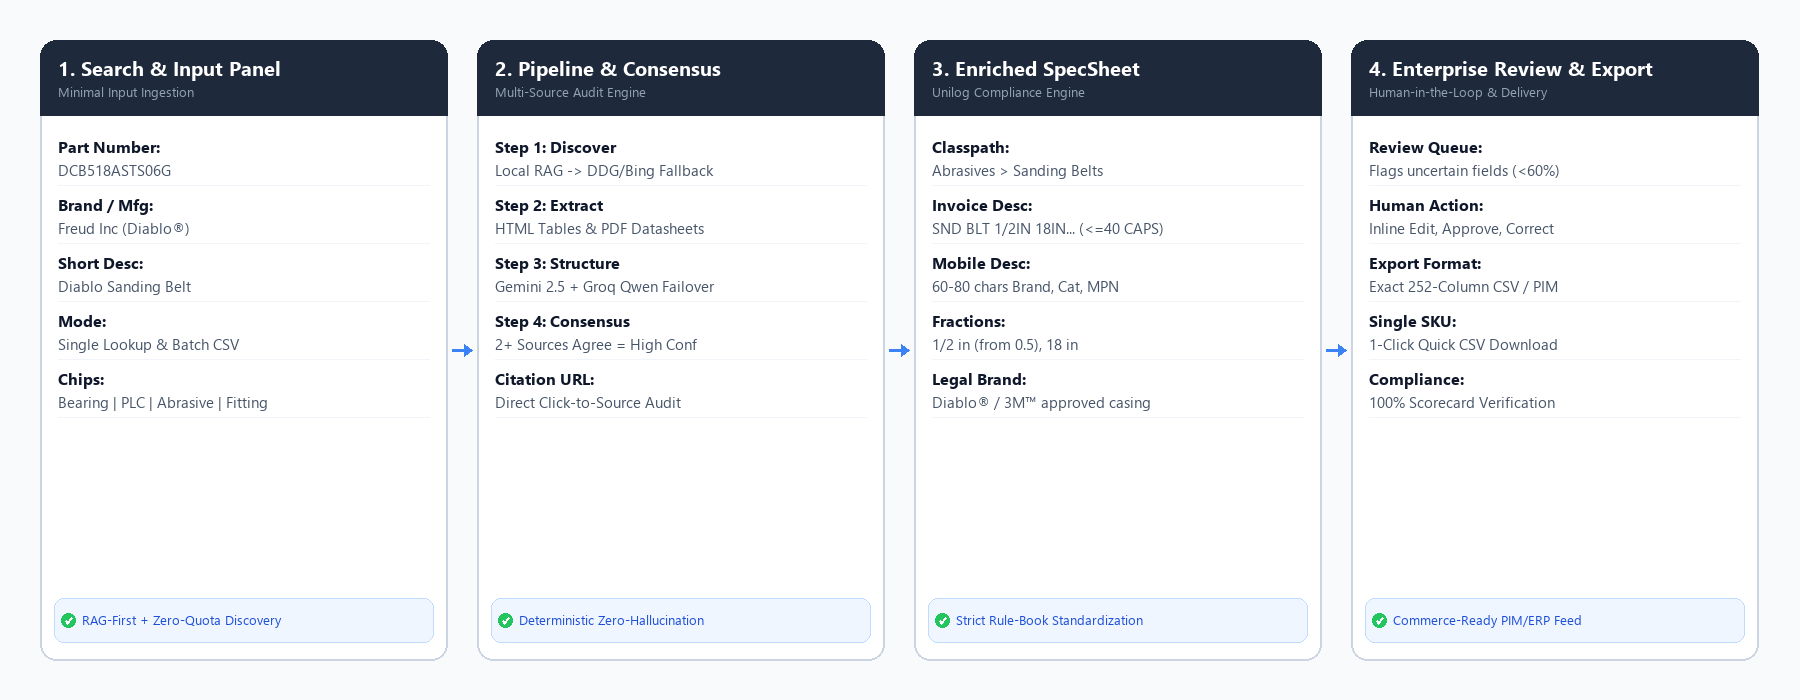 1. Search & Input Panel
Minimal Input Ingestion
Part Number:
DCB518ASTS06G
Brand / Mfg:
Freud Inc (Diablo®)
Short Desc:
Diablo Sanding Belt
Mode:
Single Lookup & Batch CSV
Chips:
Bearing | PLC | Abrasive | Fitting
RAG-First + Zero-Quota Discovery
2. Pipeline & Consensus
Multi-Source Audit Engine
Step 1: Discover
Local RAG -> DDG/Bing Fallback
Step 2: Extract
HTML Tables & PDF Datasheets
Step 3: Structure
Gemini 2.5 + Groq Qwen Failover
Step 4: Consensus
2+ Sources Agree = High Conf
Citation URL:
Direct Click-to-Source Audit
Deterministic Zero-Hallucination
3. Enriched SpecSheet
Unilog Compliance Engine
Classpath:
Abrasives > Sanding Belts
Invoice Desc:
SND BLT 1/2IN 18IN... (<=40 CAPS)
Mobile Desc:
60-80 chars Brand, Cat, MPN
Fractions:
1/2 in (from 0.5), 18 in
Legal Brand:
Diablo® / 3M™ approved casing
Strict Rule-Book Standardization
4. Enterprise Review & Export
Human-in-the-Loop & Delivery
Review Queue:
Flags uncertain fields (<60%)
Human Action:
Inline Edit, Approve, Correct
Export Format:
Exact 252-Column CSV / PIM
Single SKU:
1-Click Quick CSV Download
Compliance:
100% Scorecard Verification
Commerce-Ready PIM/ERP Feed